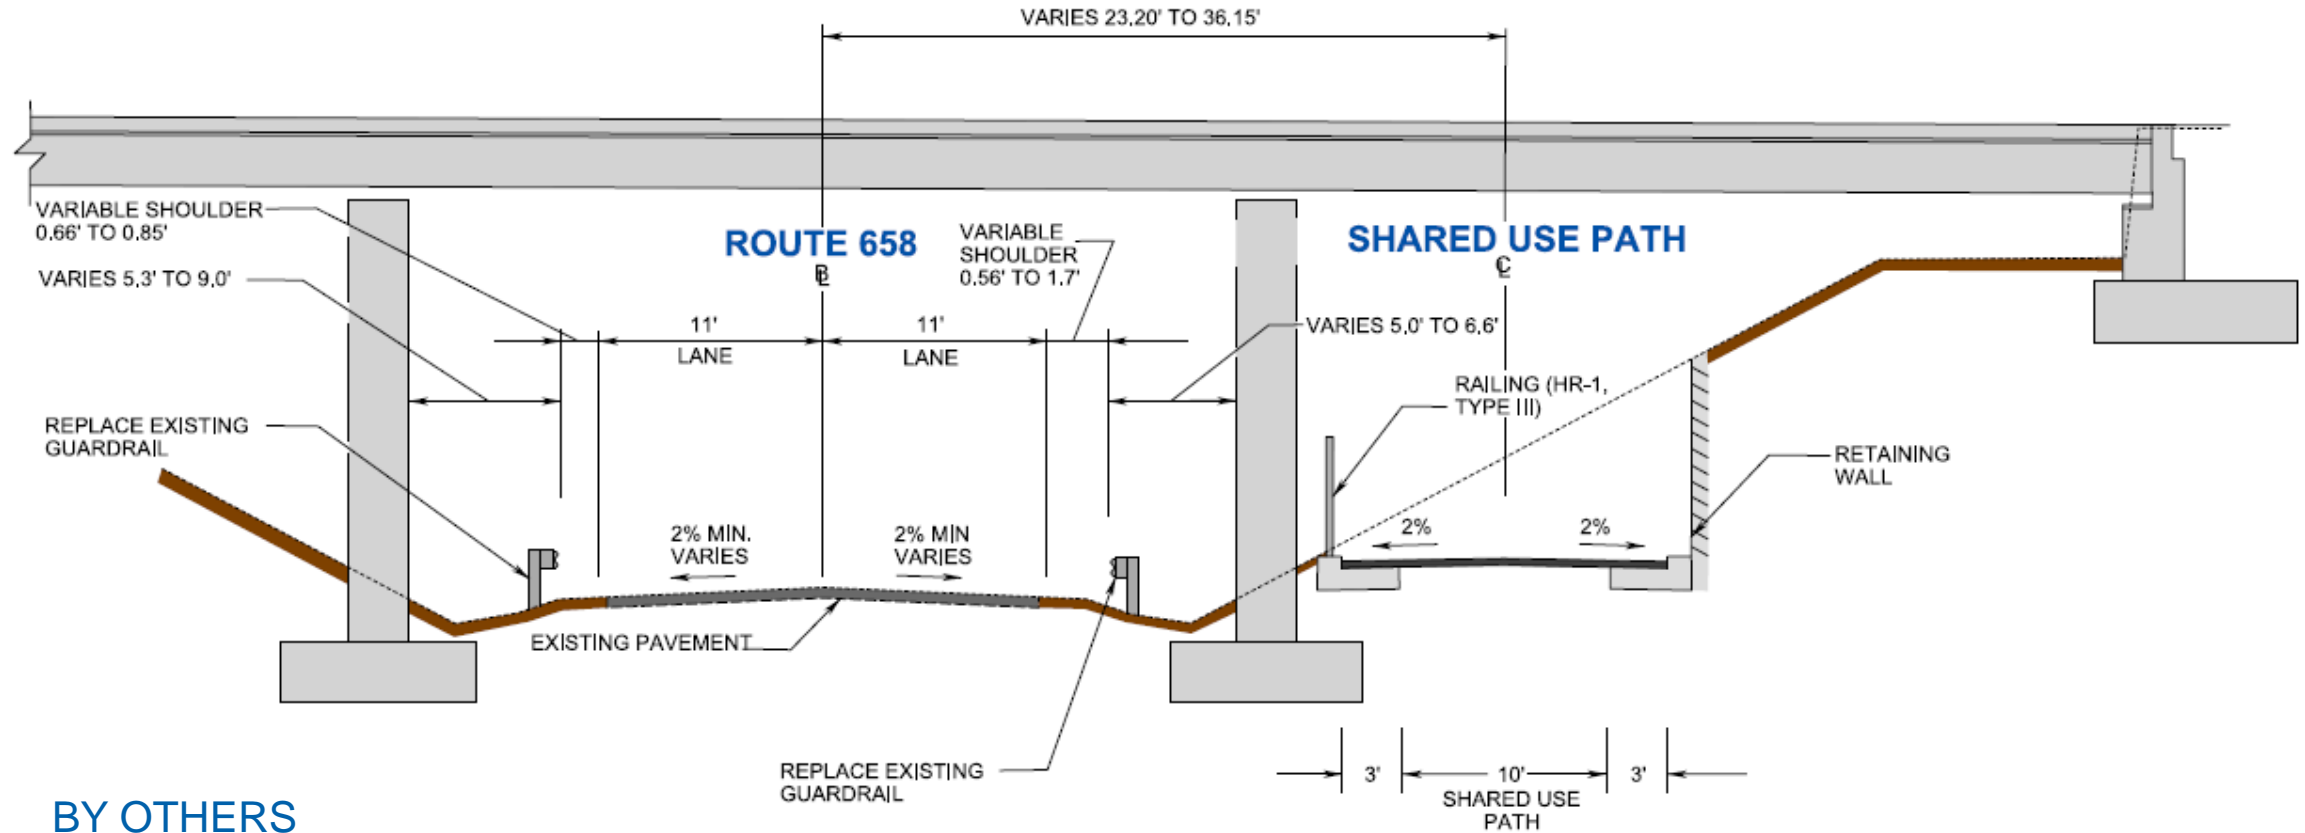 VARIES 23.20' TO 36.15'
VARIABLE SHOULDER
0.66' TO 0.85'
VARIES 5.3' TO 9.0'
ROUTE 658
BL
VARIABLE
SHOULDER
0.56' TO 1.7'
SHARED USE PATH
CL
11'
LANE
11'
LANE
VARIES 5.0' TO 6.6'
REPLACE EXISTING
GUARDRAIL
RAILING (HR-1,
TYPE III)
RETAINING
WALL
2% MIN.
VARIES
2% MIN
VARIES
2%
2%
EXISTING PAVEMENT
REPLACE EXISTING
GUARDRAIL
3'
10'
3'
SHARED USE
PATH
BY OTHERS